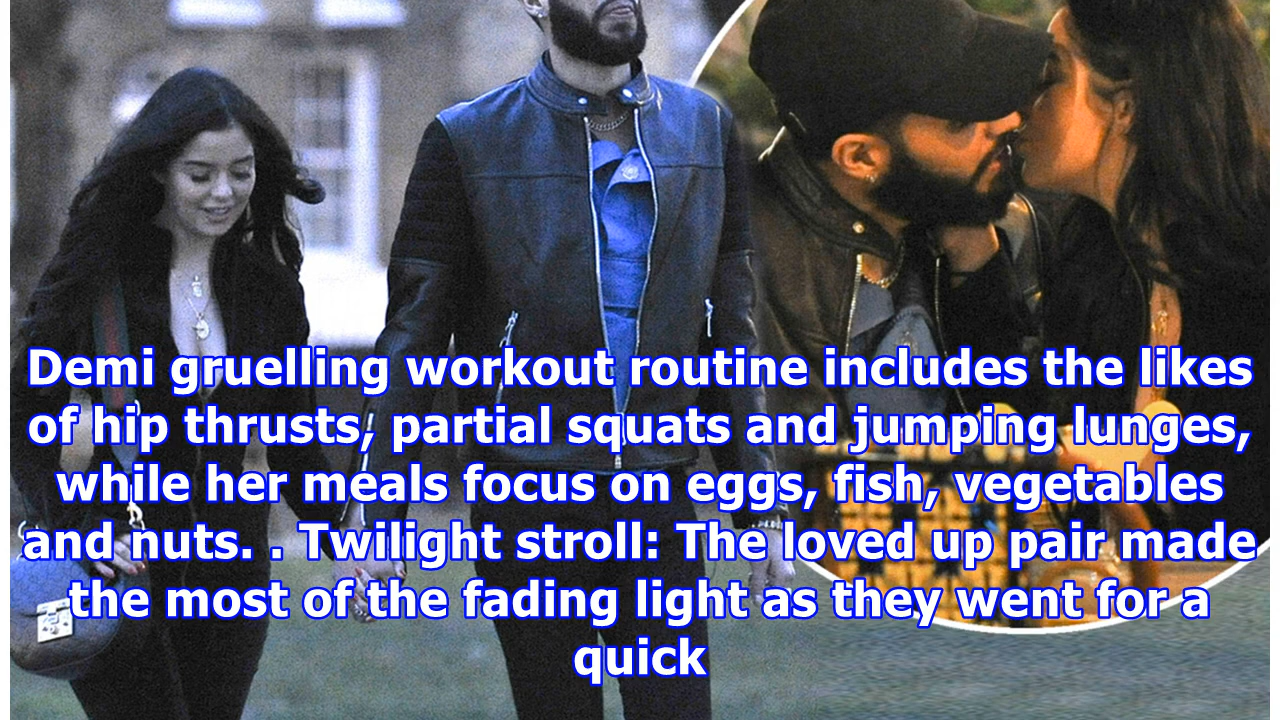 Demi gruelling workout routine includes the likes
of hip thrusts, partial squats and jumping lunges,
while her meals focus on eggs, fish, vegetables
and nuts. . Twilight stroll: The loved up pair made
the most of the fading light as they went for a
quick